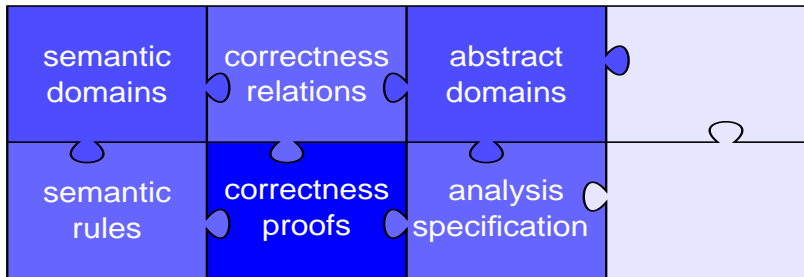 semantic
domains
correctness
relations
abstract
domains
semantic
rules
correctness
proofs
analysis
specification